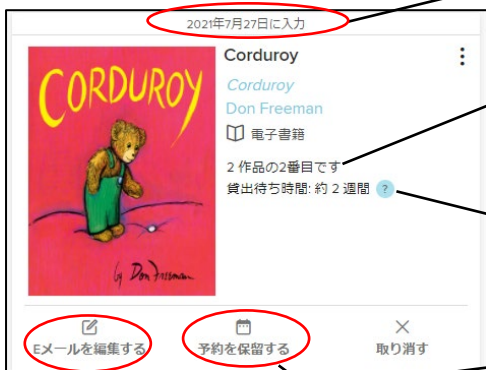 2021年7月27日に入力
CORDUROY
by Don Freeman
Corduroy
Corduroy
Don Freeman
電子書籍
2 作品の2番目です
貸出待ち時間: 約 2 週間 ?
Eメールを編集する
予約を保留する
取り消す